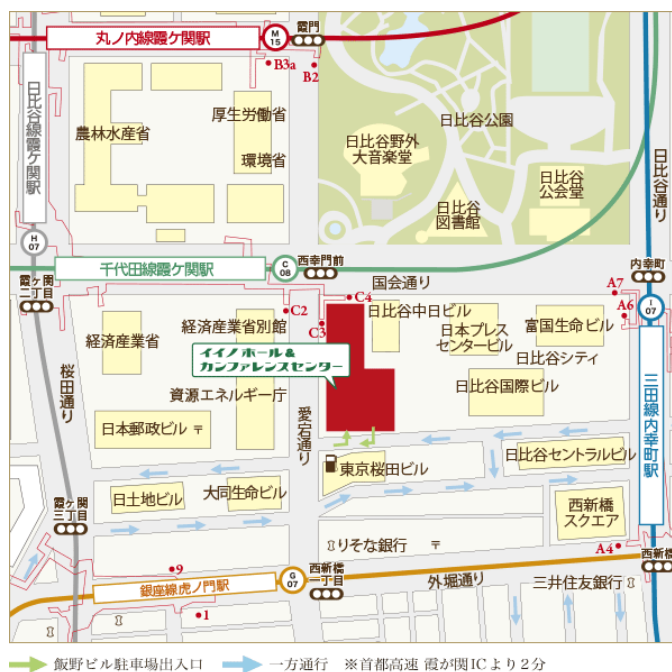 丸ノ内線霞ケ関駅
M
15
霞門
B3a
B2
日比谷線霞ケ関駅
農林水産省
厚生労働省
環境省
日比谷公園
日比谷野外
大音楽堂
日比谷
図書館
日比谷
公会堂
日比谷通り
H
07
千代田線霞ケ関駅
C
08
西幸門前
国会通り
内幸町
霞ヶ関
二丁目
C4
C2
C3
A7
A6
I
07
経済産業省
経済産業省別館
日比谷中日ビル
日本プレス
センタービル
富国生命ビル
日比谷シティ
イイノホール&
カンファレンスセンター
資源エネルギー庁
日比谷国際ビル
桜田通り
愛宕通り
三田線内幸町駅
日本郵政ビル 〒
東京桜田ビル
日比谷セントラルビル
日土地ビル
大同生命ビル
西新橋
スクエア
霞ヶ関
三丁目
りそな銀行
〒
A4
西新橋
9
銀座線虎ノ門駅
G
07
西新橋
一丁目
外堀通り
三井住友銀行
1
飯野ビル駐車場出入口 一方通行 ※首都高速 霞が関ICより2分